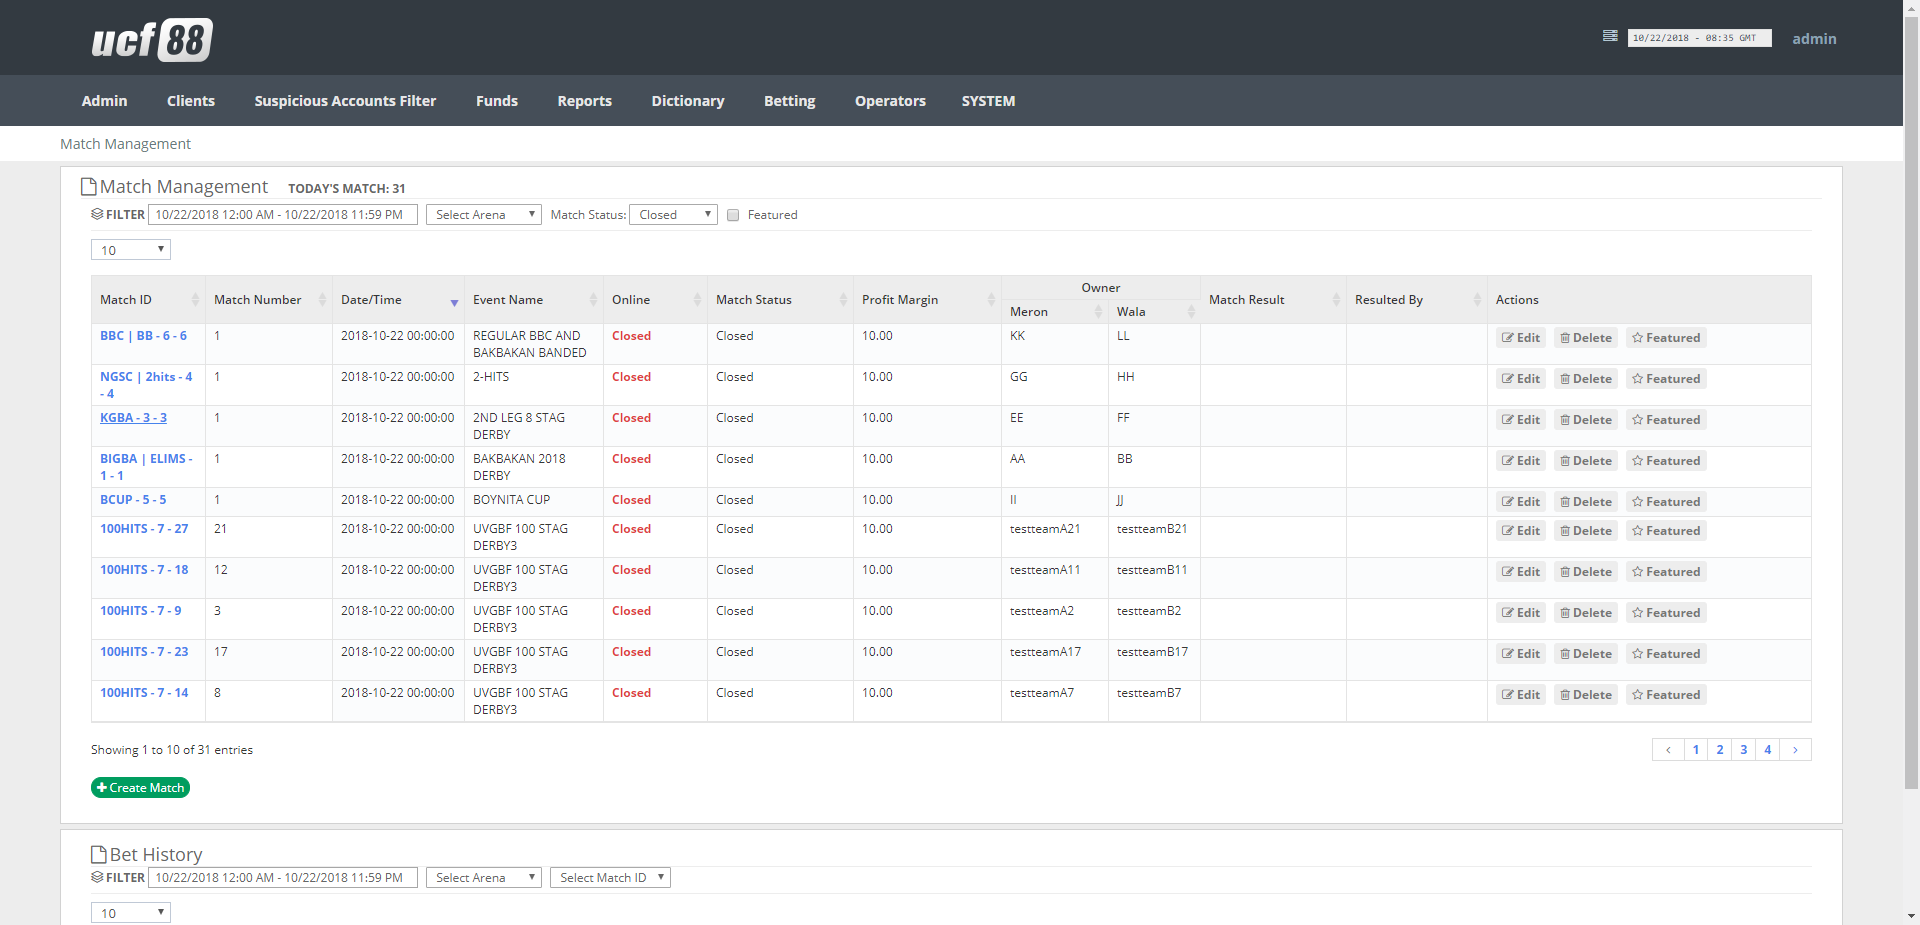 ucf 88
10/22/2018 - 08:35 GMT admin
Admin Clients Suspicious Accounts Filter Funds Reports Dictionary Betting Operators SYSTEM
Match Management
Match Management TODAY'S MATCH: 31
FILTER 10/22/2018 12:00 AM - 10/22/2018 11:59 PM Select Arena Match Status: Closed Featured
10
Owner
Match ID Match Number Date/Time Event Name Online Match Status Profit Margin Match Result Resulted By Actions
Meron Wala
BBC | BB - 6 - 6 1 2018-10-22 00:00:00 REGULAR BBC AND Closed Closed 10.00 KK LL Edit Delete Featured
BAKBAKAN BANDED
NGSC | 2hits - 4 1 2018-10-22 00:00:00 2-HITS Closed Closed 10.00 GG HH Edit Delete Featured
- 4
KGBA - 3 - 3 1 2018-10-22 00:00:00 2ND LEG 8 STAG Closed Closed 10.00 EE FF Edit Delete Featured
DERBY
BIGBA | ELIMS - 1 2018-10-22 00:00:00 BAKBAKAN 2018 Closed Closed 10.00 AA BB Edit Delete Featured
1 - 1 DERBY
BCUP - 5 - 5 1 2018-10-22 00:00:00 BOYNITA CUP Closed Closed 10.00 II JJ Edit Delete Featured
100HITS - 7 - 27 21 2018-10-22 00:00:00 UVGBF 100 STAG Closed Closed 10.00 testteamA21 testteamB21 Edit Delete Featured
DERBY3
100HITS - 7 - 18 12 2018-10-22 00:00:00 UVGBF 100 STAG Closed Closed 10.00 testteamA11 testteamB11 Edit Delete Featured
DERBY3
100HITS - 7 - 9 3 2018-10-22 00:00:00 UVGBF 100 STAG Closed Closed 10.00 testteamA2 testteamB2 Edit Delete Featured
DERBY3
100HITS - 7 - 23 17 2018-10-22 00:00:00 UVGBF 100 STAG Closed Closed 10.00 testteamA17 testteamB17 Edit Delete Featured
DERBY3
100HITS - 7 - 14 8 2018-10-22 00:00:00 UVGBF 100 STAG Closed Closed 10.00 testteamA7 testteamB7 Edit Delete Featured
DERBY3
Showing 1 to 10 of 31 entries ‹ 1 2 3 4 ›
Create Match
Bet History
FILTER 10/22/2018 12:00 AM - 10/22/2018 11:59 PM Select Arena Select Match ID
10